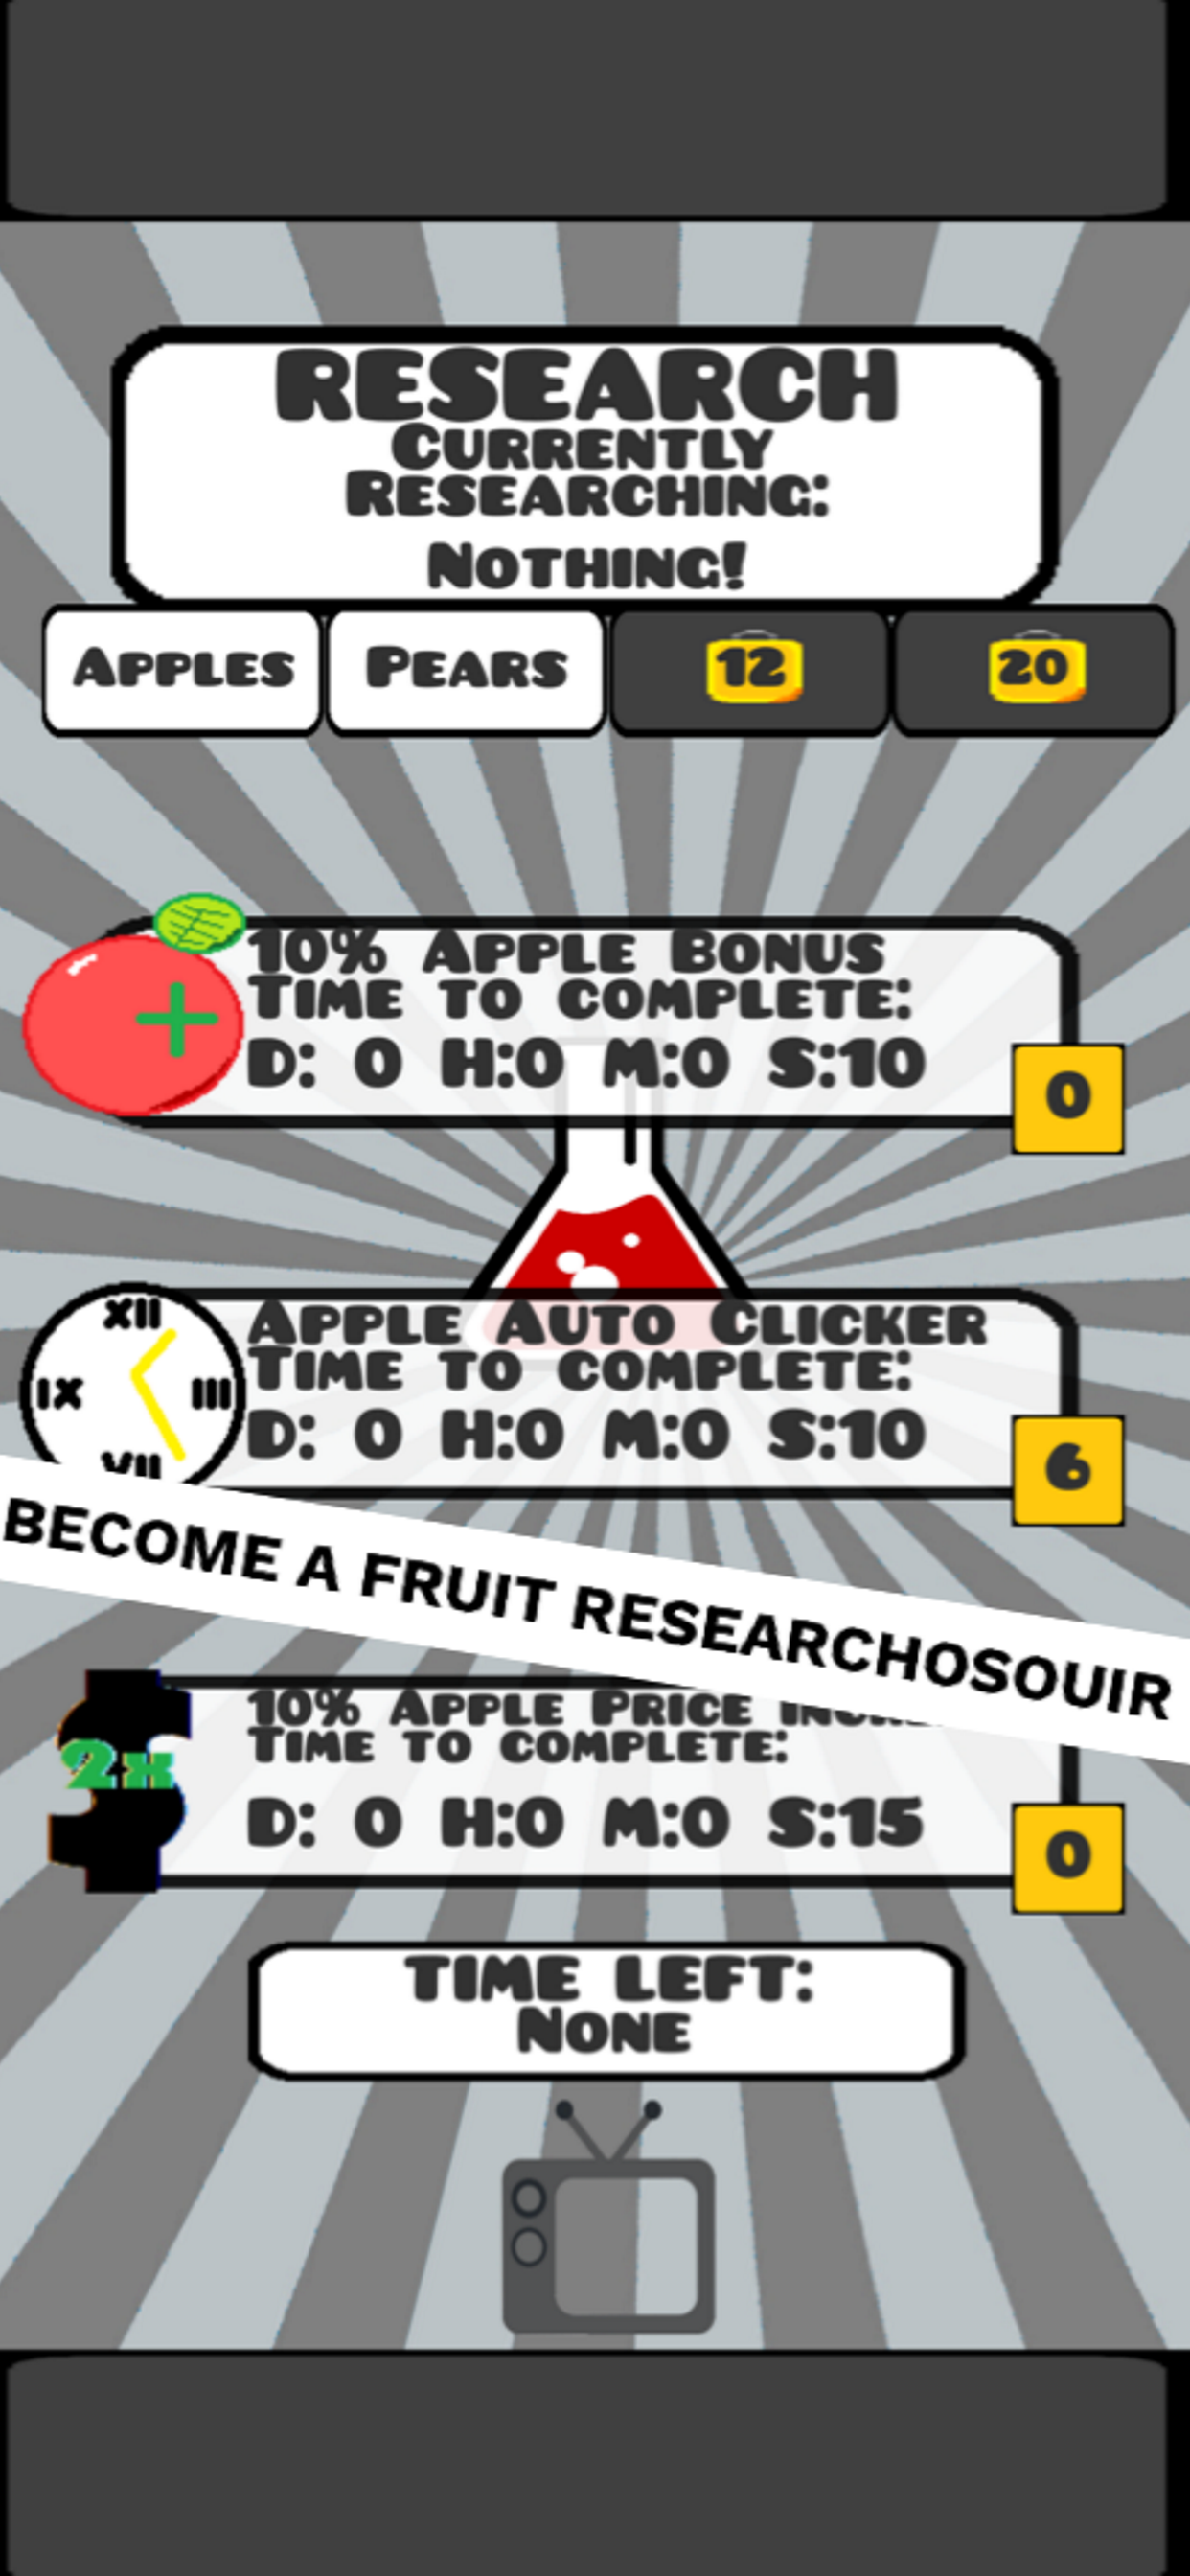 RESEARCH
CURRENTLY
RESEARCHING:
NOTHING!
APPLES PEARS 12 20
10% APPLE BONUS
TIME TO COMPLETE:
D: 0 H:0 M:0 S:10
0
XII
IX III
VII
APPLE AUTO CLICKER
TIME TO COMPLETE:
D: 0 H:0 M:0 S:10
6
BECOME A FRUIT RESEARCHOSOUIR
2x
10% APPLE PRICE
TIME TO COMPLETE:
D: 0 H:0 M:0 S:15
0
TIME LEFT:
NONE